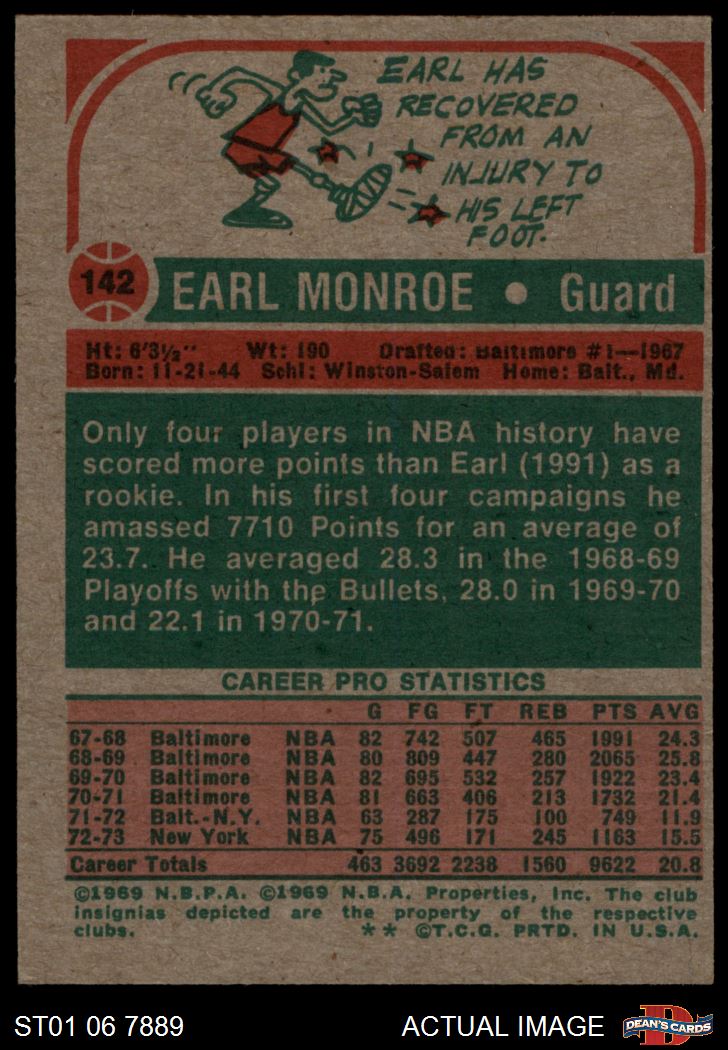 EARL HAS
RECOVERED
FROM AN
INJURY TO
HIS LEFT
FOOT.
142
EARL MONROE • Guard
Ht: 6'3½" Wt: 190 Drafted: Baltimore #1—1967
Born: 11-21-44 Schl: Winston-Salem Home: Balt., Md.
Only four players in NBA history have
scored more points than Earl (1991) as a
rookie. In his first four campaigns he
amassed 7710 Points for an average of
23.7. He averaged 28.3 in the 1968-69
Playoffs with the Bullets, 28.0 in 1969-70
and 22.1 in 1970-71.
CAREER PRO STATISTICS
G FG FT REB PTS AVG
67-68 Baltimore NBA 82 742 507 465 1991 24.3
68-69 Baltimore NBA 80 809 447 280 2065 25.8
69-70 Baltimore NBA 82 695 532 257 1922 23.4
70-71 Baltimore NBA 81 663 406 213 1732 21.4
71-72 Balt.-N.Y. NBA 63 287 175 100 749 11.9
72-73 New York NBA 75 496 171 245 1163 15.5
Career Totals 463 3692 2238 1560 9622 20.8
©1969 N.B.P.A. ©1969 N.B.A. Properties, Inc. The club
insignias depicted are the property of the respective
clubs. ** ©T.C.G. PRTD. IN U.S.A.
ST01 06 7889 ACTUAL IMAGE
D
DEAN'S CARDS